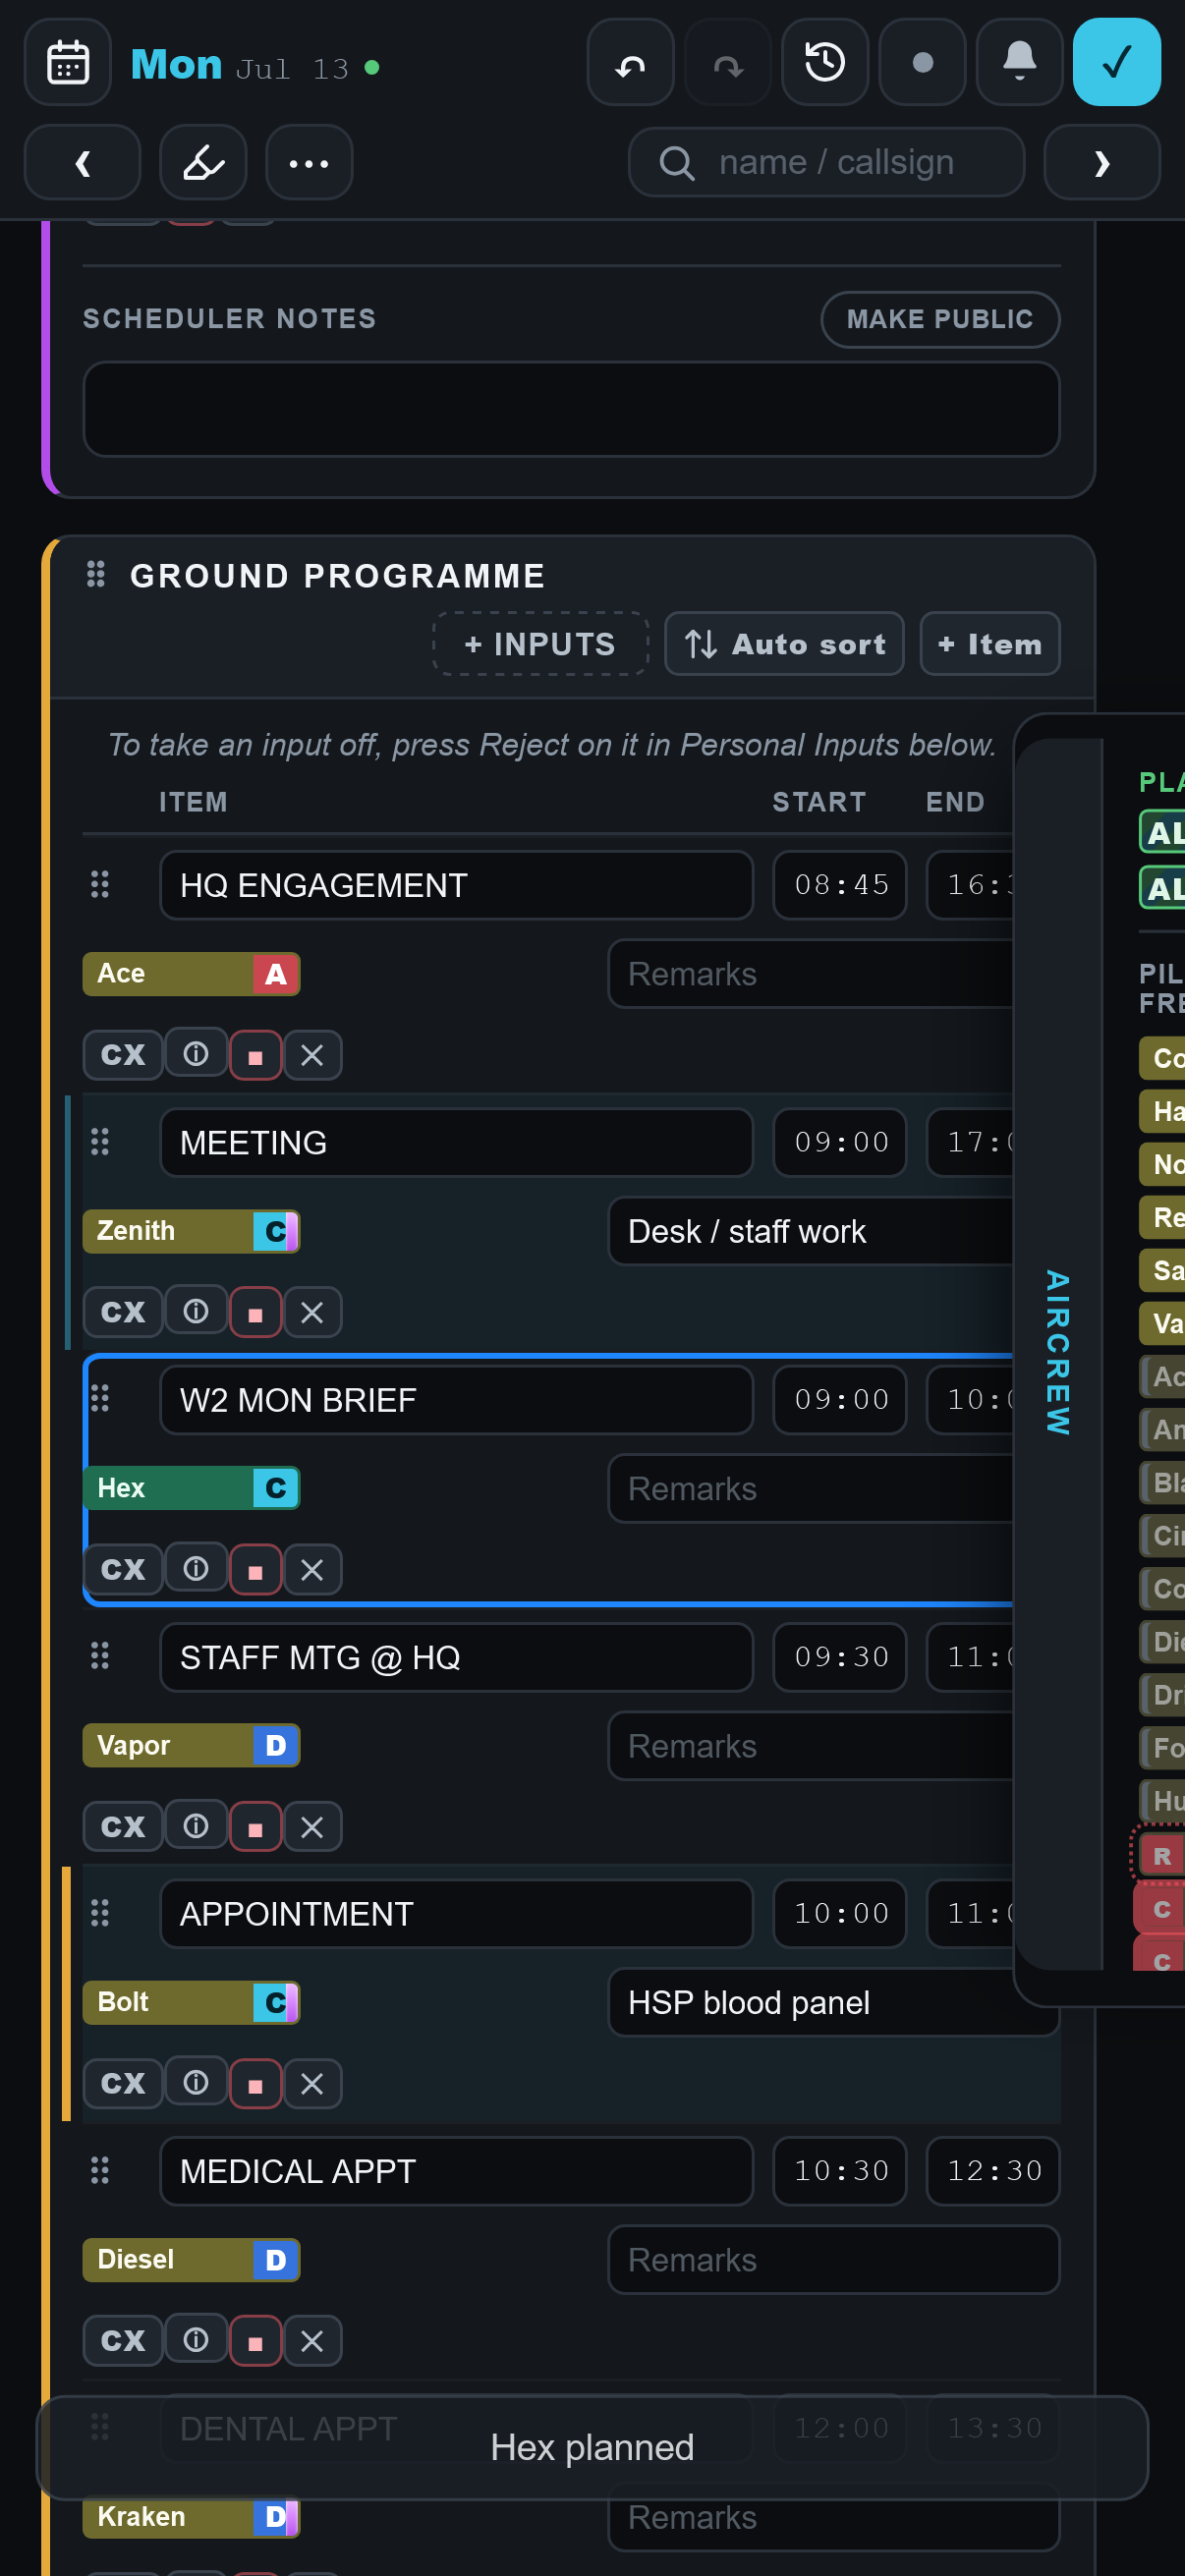 Mon Jul 13
name / callsign
SCHEDULER NOTES
MAKE PUBLIC
GROUND PROGRAMME
+ INPUTS
Auto sort
+ Item
To take an input off, press Reject on it in Personal Inputs below.
ITEM START END
HQ ENGAGEMENT 08:45
Ace A
Remarks
CX
MEETING 09:00
Zenith C
Desk / staff work
CX
W2 MON BRIEF 09:00
Hex C
Remarks
CX
STAFF MTG @ HQ 09:30
Vapor D
Remarks
CX
APPOINTMENT 10:00
Bolt C
HSP blood panel
CX
MEDICAL APPT 10:30 12:30
Diesel D
Remarks
CX
DENTAL APPT 12:00 13:30
Hex planned
Kraken D
Remarks
AIRCREW
R
C
C